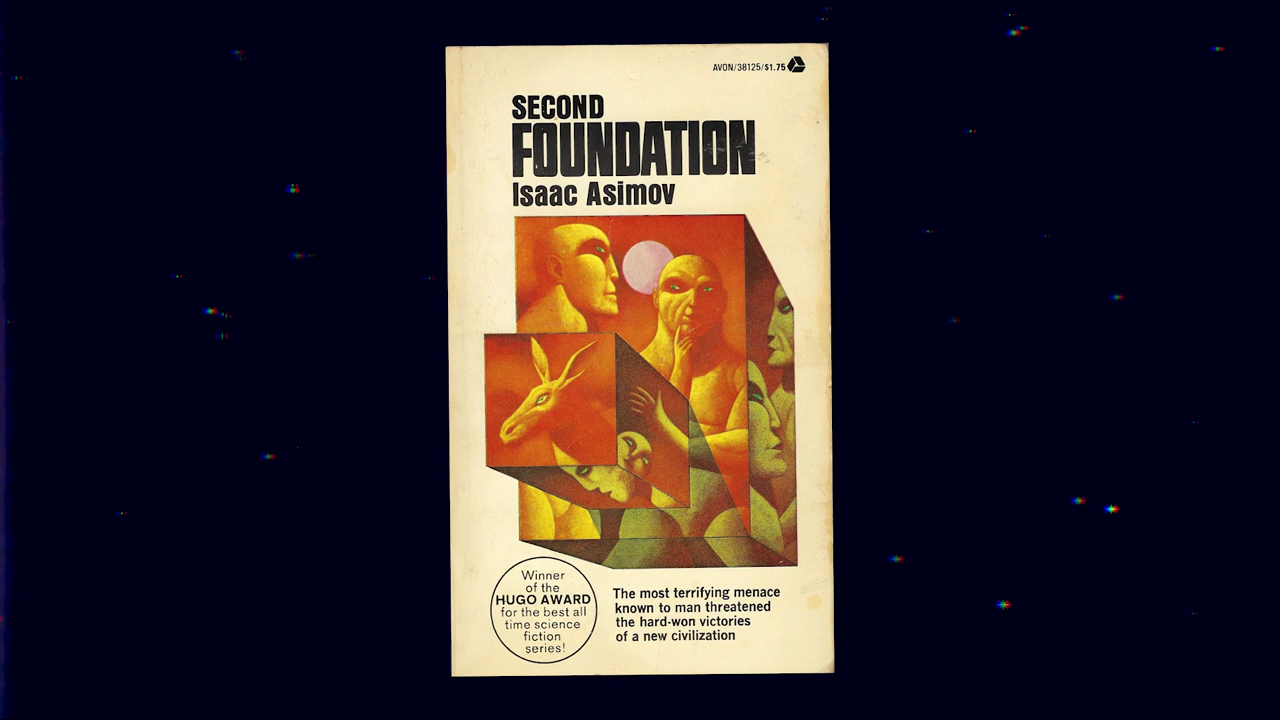 AVON/38125/$1.75
SECOND
FOUNDATION
Isaac Asimov
Winner
of the
HUGO AWARD
for the best all
time science
fiction
series!
The most terrifying menace
known to man threatened
the hard-won victories
of a new civilization